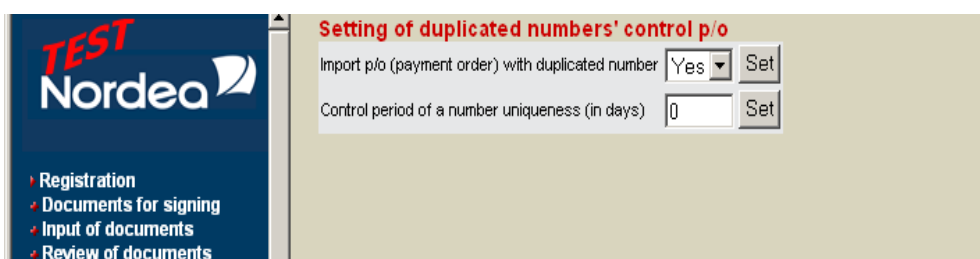 TEST
Nordea
Registration
Documents for signing
Input of documents
Review of documents
Setting of duplicated numbers' control p/o
Import p/o (payment order) with duplicated number Yes Set
Control period of a number uniqueness (in days) 0 Set